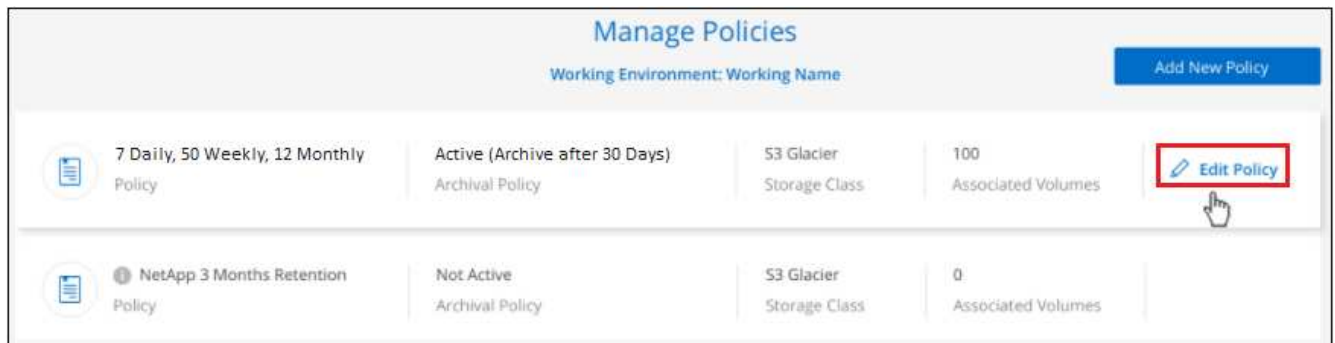 Manage Policies
Working Environment: Working Name
Add New Policy
7 Daily, 50 Weekly, 12 Monthly
Policy
Active (Archive after 30 Days)
Archival Policy
S3 Glacier
Storage Class
100
Associated Volumes
Edit Policy
NetApp 3 Months Retention
Policy
Not Active
Archival Policy
S3 Glacier
Storage Class
0
Associated Volumes